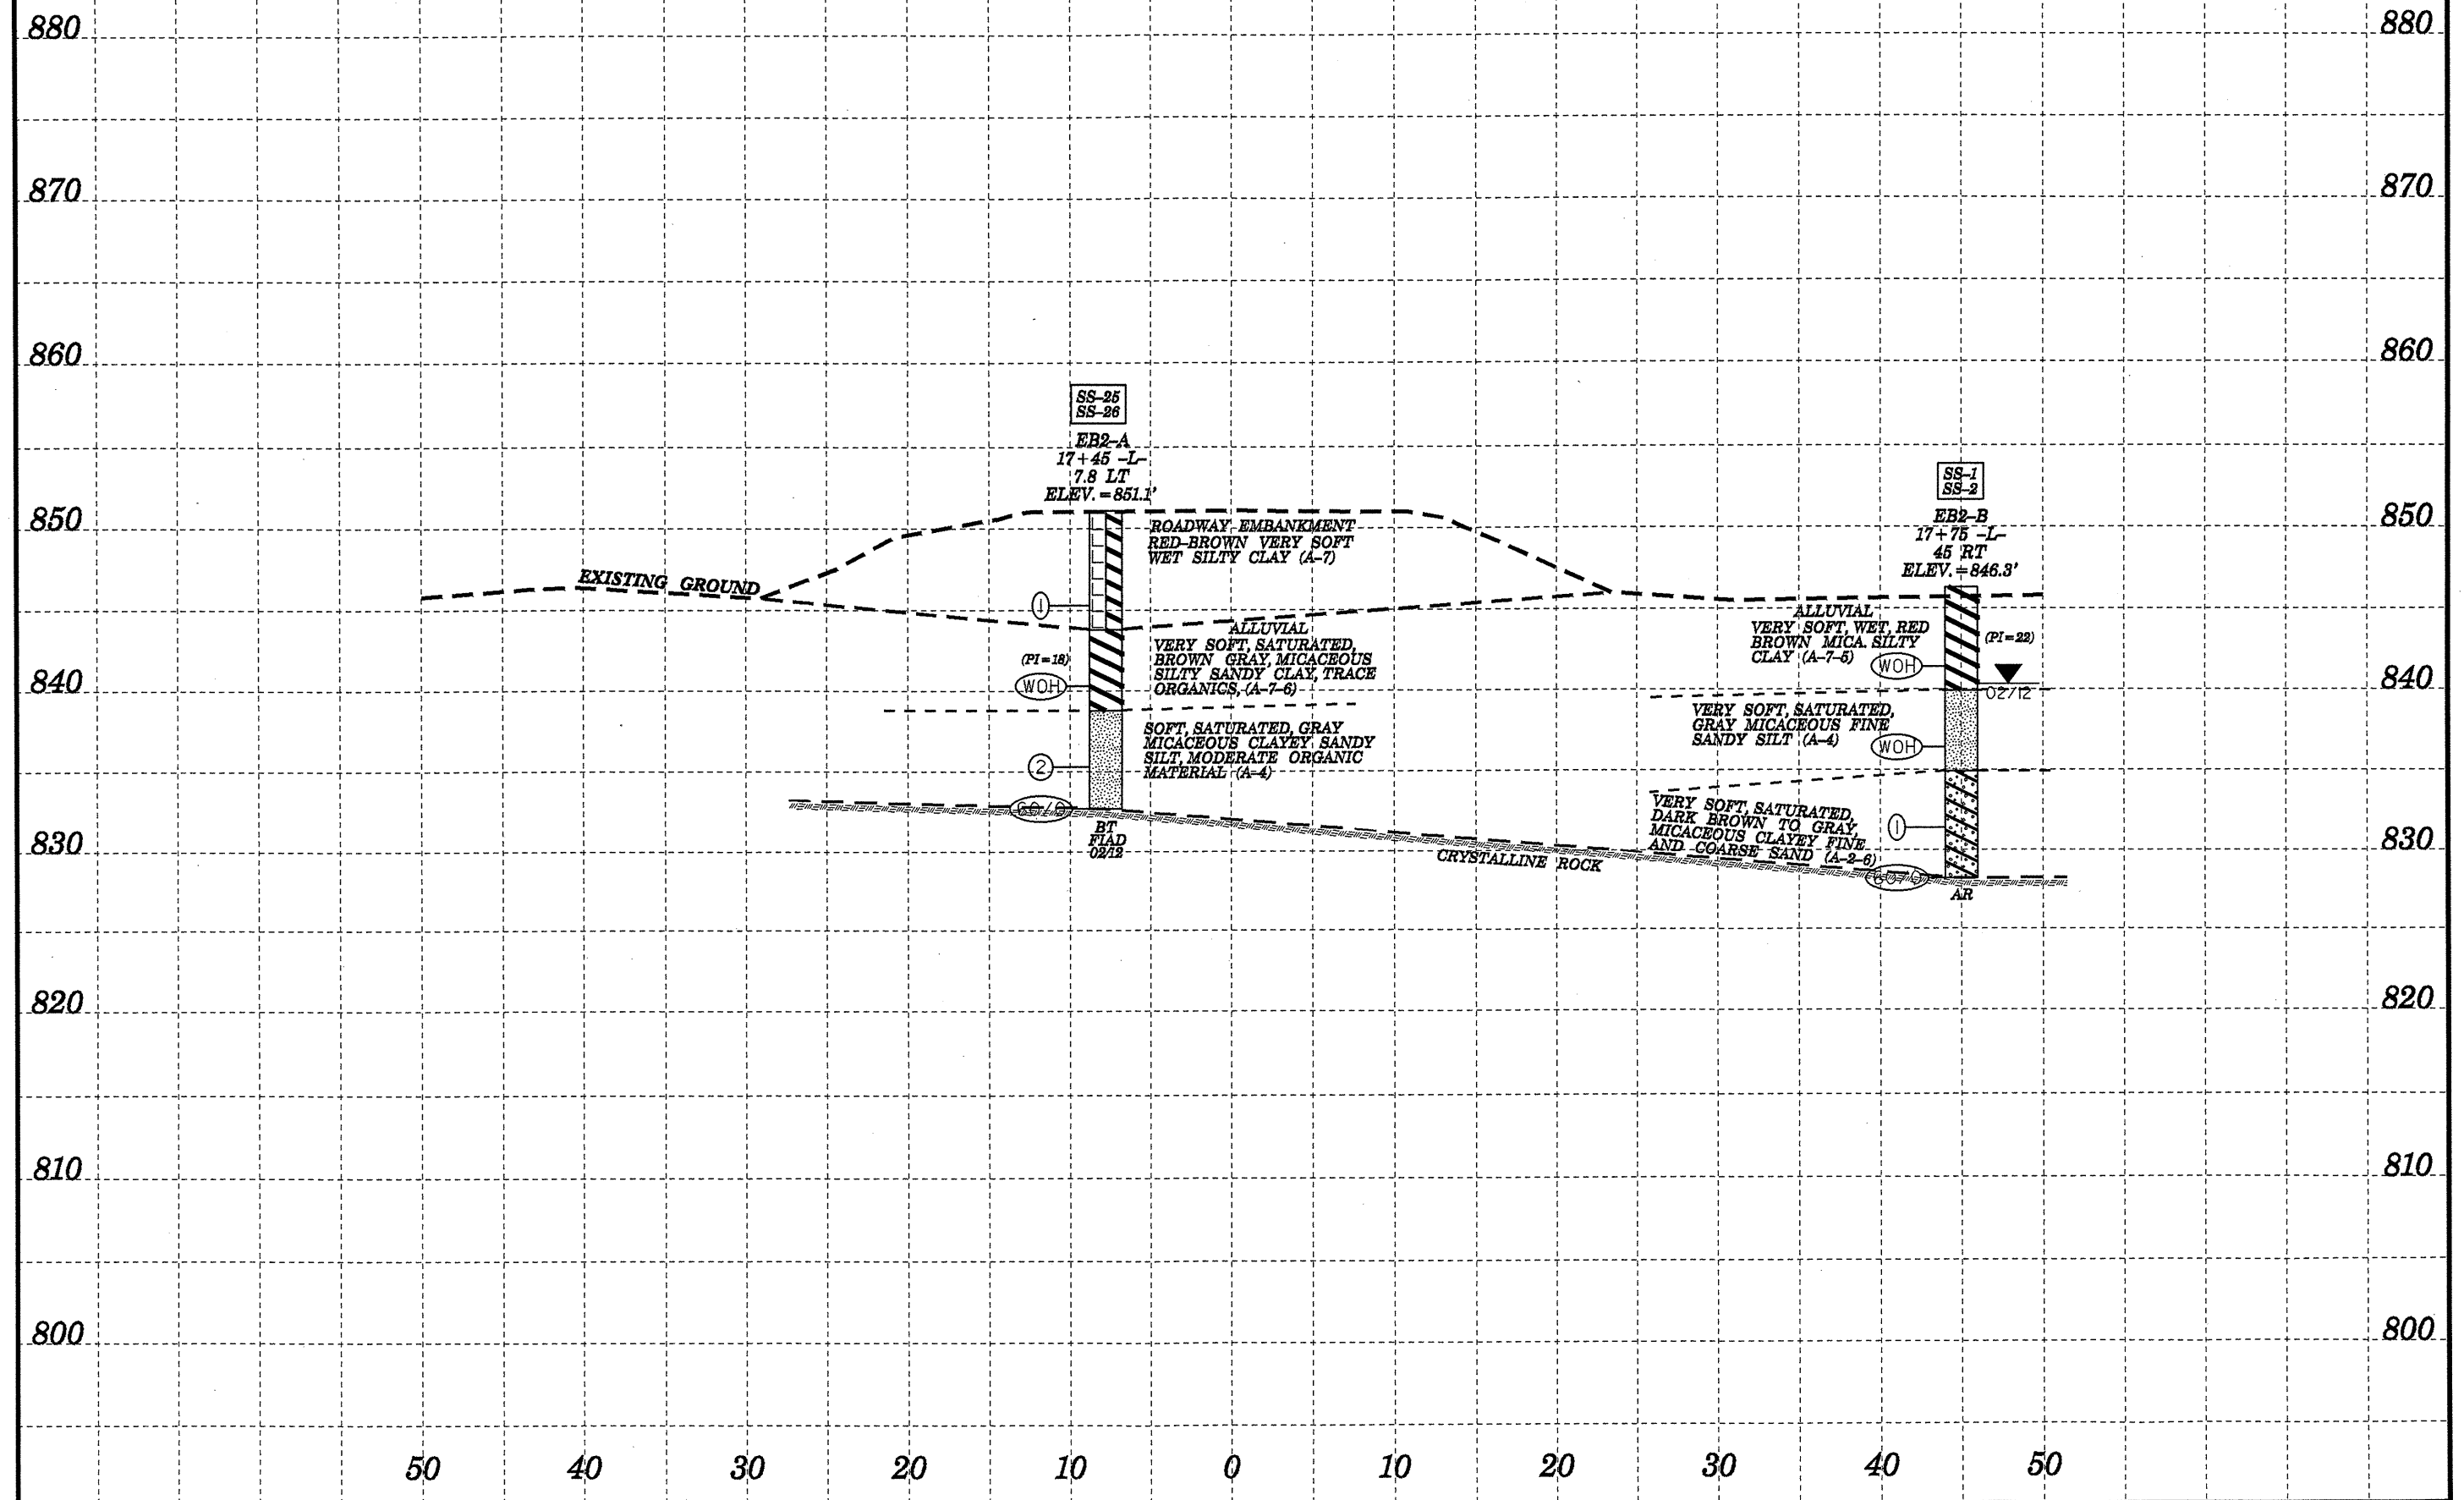 880 880
870 870
860 860
SS-25
SS-26
EB2-A
17+45 -L-
7.8 LT
ELEV.=851.1'
SS-1
SS-2
EB2-B
17+75 -L-
45 RT
ELEV.=846.3'
850 850
ROADWAY EMBANKMENT
RED-BROWN VERY SOFT
WET SILTY CLAY (A-7)
EXISTING GROUND
1
ALLUVIAL
VERY SOFT, SATURATED,
BROWN GRAY, MICACEOUS
SILTY SANDY CLAY, TRACE
ORGANICS, (A-7-6)
(PI=18)
WOH
ALLUVIAL
VERY SOFT, WET, RED
BROWN MICA. SILTY
CLAY (A-7-5)
(PI=22)
WOH
840 840
02/12
SOFT, SATURATED, GRAY
MICACEOUS CLAYEY SANDY
SILT, MODERATE ORGANIC
MATERIAL (A-4)
2
VERY SOFT, SATURATED,
GRAY MICACEOUS FINE
SANDY SILT (A-4)
WOH
60/0
BT
FIAD
02/12
VERY SOFT, SATURATED,
DARK BROWN TO GRAY,
MICACEOUS CLAYEY FINE
AND COARSE SAND (A-2-6)
1
830 830
CRYSTALLINE ROCK
AR
820 820
810 810
800 800
50 40 30 20 10 0 10 20 30 40 50